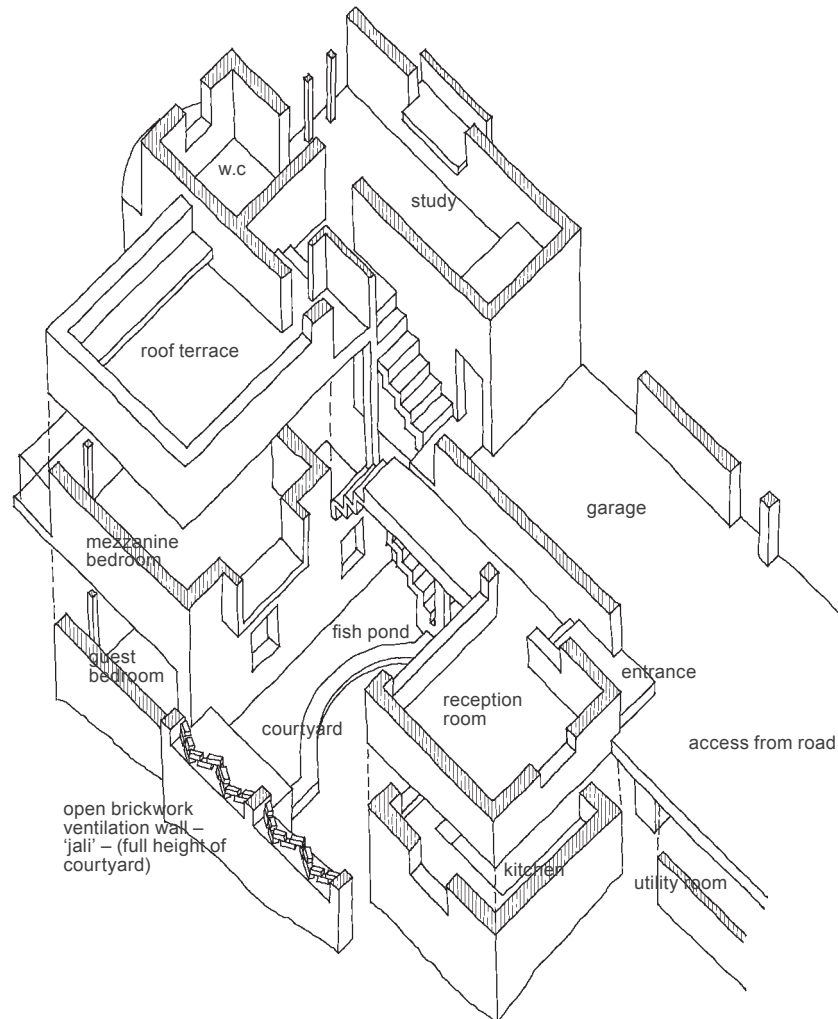 w.c
study
roof terrace
garage
mezzanine
bedroom
fish pond
guest
bedroom
entrance
reception
room
courtyard
access from road
open brickwork
ventilation wall –
‘jali’ – (full height of
courtyard)
kitchen
utility room